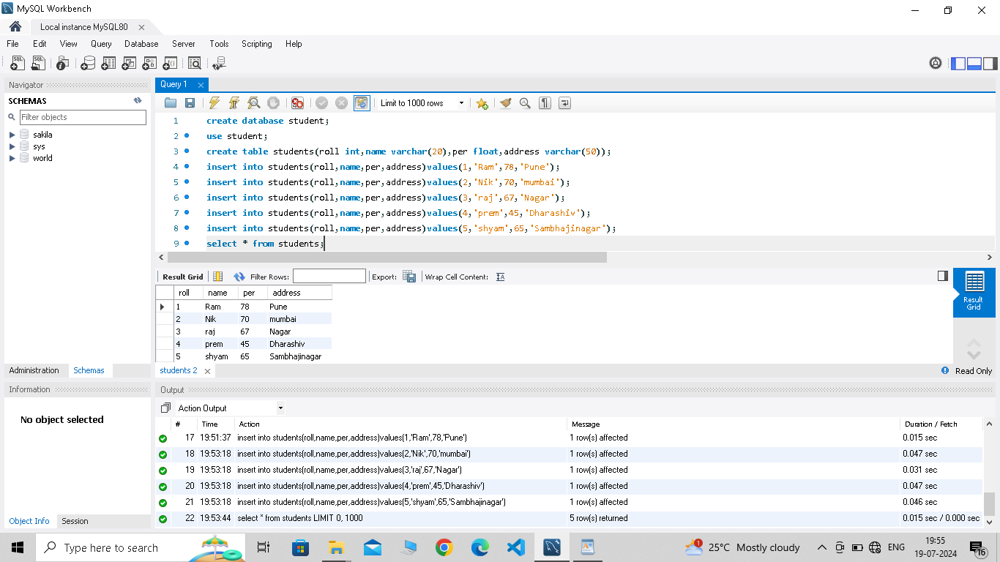 MySQL Workbench
Local instance MySQL80
File Edit View Query Database Server Tools Scripting Help
Navigator
SCHEMAS
Filter objects
sakila
sys
world
Administration Schemas
Information
No object selected
Object Info Session
Query 1
Limit to 1000 rows
1 create database student;
2 use student;
3 create table students(roll int,name varchar(20),per float,address varchar(50));
4 insert into students(roll,name,per,address)values(1,'Ram',78,'Pune');
5 insert into students(roll,name,per,address)values(2,'Nik',70,'mumbai');
6 insert into students(roll,name,per,address)values(3,'raj',67,'Nagar');
7 insert into students(roll,name,per,address)values(4,'prem',45,'Dharashiv');
8 insert into students(roll,name,per,address)values(5,'shyam',65,'Sambhajinagar');
9 select * from students;
Result Grid Filter Rows: Export: Wrap Cell Content:
roll name per address
1 Ram 78 Pune
2 Nik 70 mumbai
3 raj 67 Nagar
4 prem 45 Dharashiv
5 shyam 65 Sambhajinagar
Result
Grid
students 2
Read Only
Output
Action Output
# Time Action Message Duration / Fetch
17 19:51:37 insert into students(roll,name,per,address)values(1,'Ram',78,'Pune') 1 row(s) affected 0.015 sec
18 19:53:18 insert into students(roll,name,per,address)values(2,'Nik',70,'mumbai') 1 row(s) affected 0.047 sec
19 19:53:18 insert into students(roll,name,per,address)values(3,'raj',67,'Nagar') 1 row(s) affected 0.031 sec
20 19:53:18 insert into students(roll,name,per,address)values(4,'prem',45,'Dharashiv') 1 row(s) affected 0.047 sec
21 19:53:18 insert into students(roll,name,per,address)values(5,'shyam',65,'Sambhajinagar') 1 row(s) affected 0.046 sec
22 19:53:44 select * from students LIMIT 0, 1000 5 row(s) returned 0.015 sec / 0.000 sec
Type here to search
1
25°C Mostly cloudy
ENG
19:55
19-07-2024
16